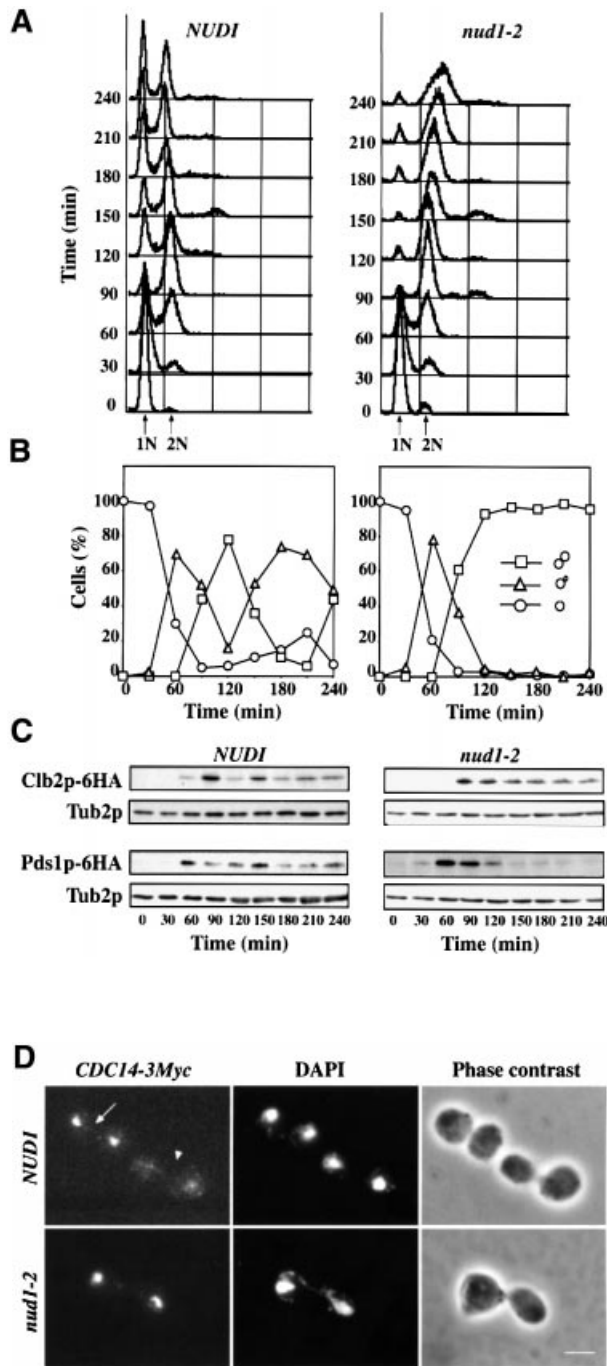 A
NUD1 nud1-2
Time (min)
240
210
180
150
120
90
60
30
0
1N 2N
240
210
180
150
120
90
60
30
0
1N 2N
B
Cells (%)
100
80
60
40
20
0
0 60 120 180 240
Time (min)
100
80
60
40
20
0
0 60 120 180 240
Time (min)
C
NUD1 nud1-2
Clb2p-6HA
Tub2p
Pds1p-6HA
Tub2p
0 30 60 90 120 150 180 210 240
Time (min)
0 30 60 90 120 150 180 210 240
Time (min)
D
CDC14-3Myc DAPI Phase contrast
NUD1
nud1-2